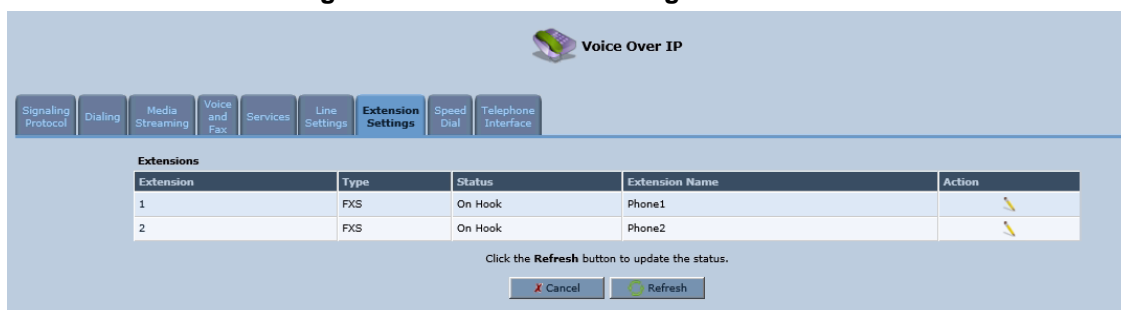 Voice Over IP
Signaling Protocol
Dialing
Media Streaming
Voice and Fax
Services
Line Settings
Extension Settings
Speed Dial
Telephone Interface
Extensions
Extension Type Status Extension Name Action
1 FXS On Hook Phone1
2 FXS On Hook Phone2
Click the Refresh button to update the status.
Cancel Refresh